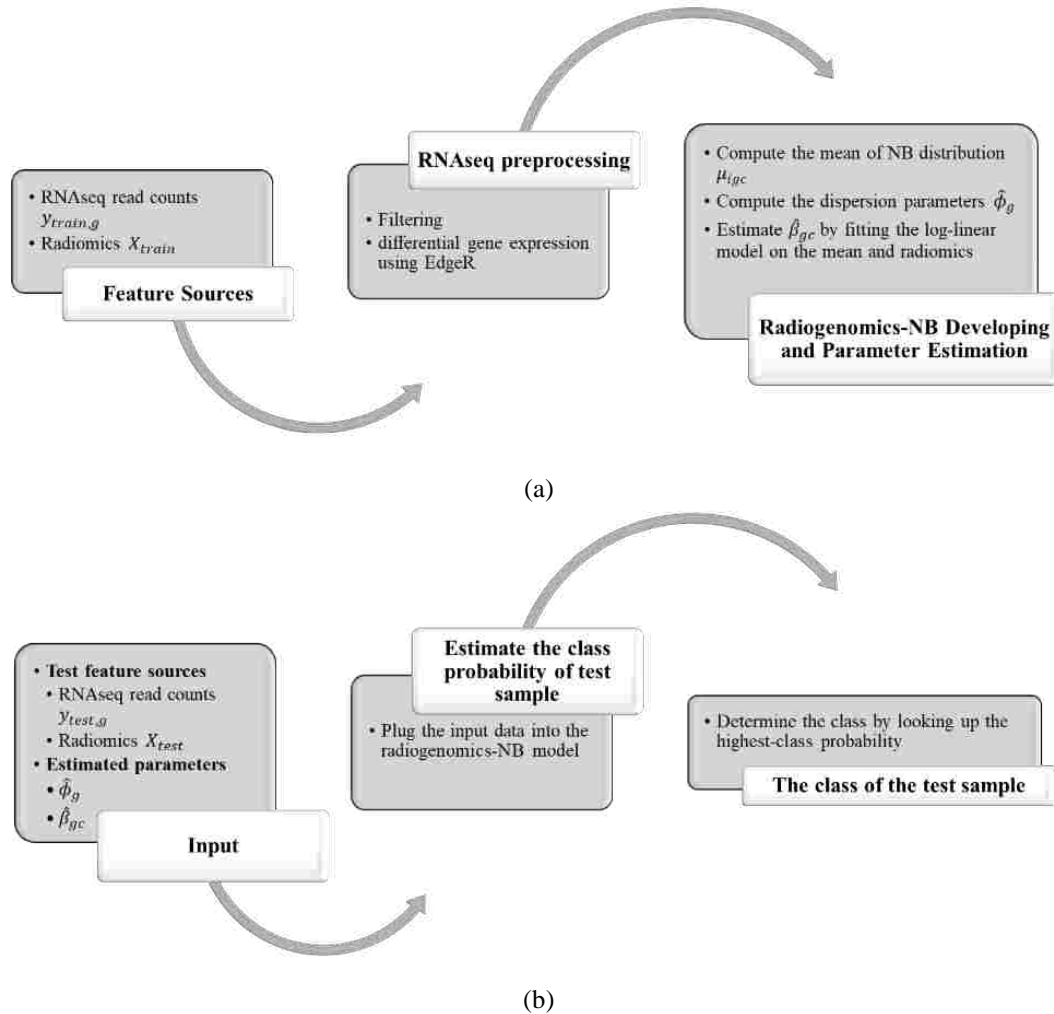 • RNAseq read counts
y_{train,g}
• Radiomics X_{train}
Feature Sources
RNAseq preprocessing
• Filtering
• differential gene expression
using EdgeR
• Compute the mean of NB distribution
μ_{igc}
• Compute the dispersion parameters ϕ̂_g
• Estimate β̂_{gc} by fitting the log-linear
model on the mean and radiomics
Radiogenomics-NB Developing
and Parameter Estimation
(a)
• Test feature sources
• RNAseq read counts
y_{test,g}
• Radiomics X_{test}
• Estimated parameters
• ϕ̂_g
• β̂_{gc}
Input
Estimate the class
probability of test
sample
• Plug the input data into the
radiogenomics-NB model
• Determine the class by looking up the
highest-class probability
The class of the test sample
(b)